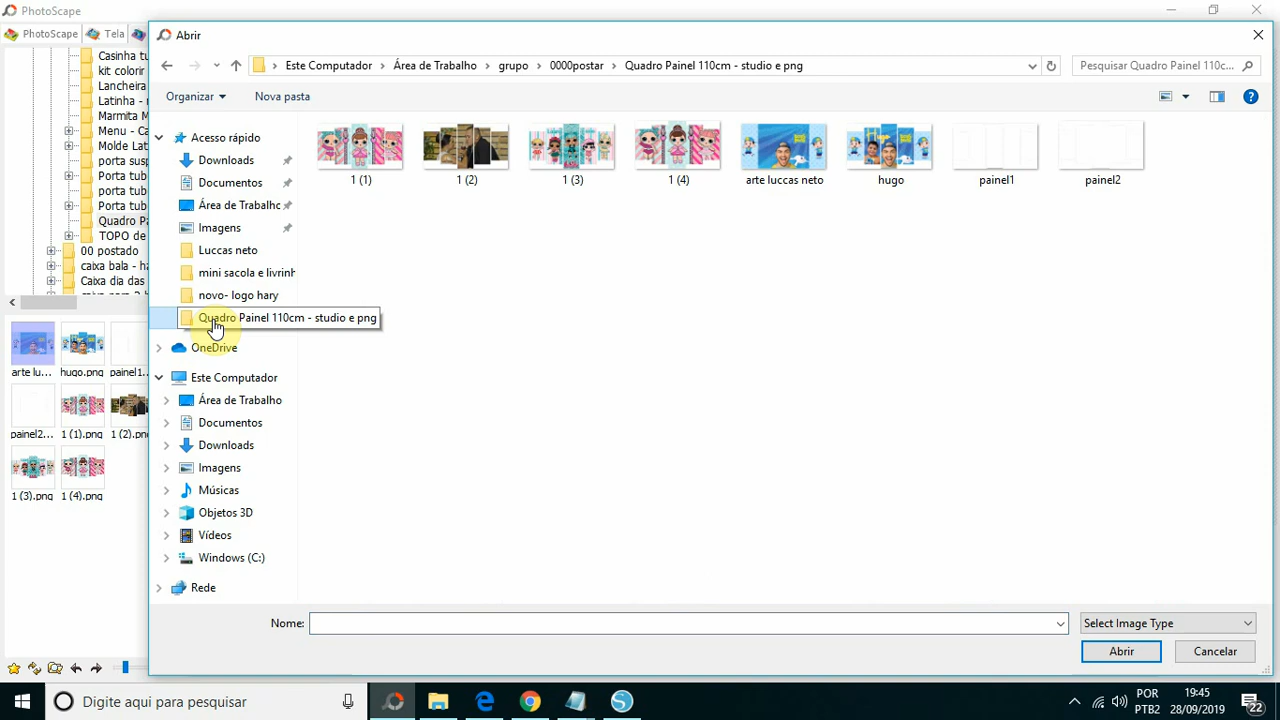 PhotoScape
PhotoScape
Tela
Casinha tu
kit colorir
Lancheira
Latinha - r
Marmita M
Menu - Ca
Molde Lat
porta susp
Porta tub
porta tub
Porta tub
Quadro Pa
TOPO de
00 postado
caixa bala - ha
Caixa dia das
arte lu...
hugo.png
painel1...
painel2...
1 (1).png
1 (2).pn
1 (3).png
1 (4).png
Abrir
Este Computador
Área de Trabalho
grupo
0000postar
Quadro Painel 110cm - studio e png
Pesquisar Quadro Painel 110c...
Organizar
Nova pasta
Acesso rápido
Downloads
Documentos
Área de Trabalhc
Imagens
Luccas neto
mini sacola e livrinh
novo- logo hary
Quadro Painel 110cm - studio e png
OneDrive
Este Computador
Área de Trabalho
Documentos
Downloads
Imagens
Músicas
Objetos 3D
Vídeos
Windows (C:)
Rede
1 (1)
1 (2)
1 (3)
1 (4)
arte luccas neto
hugo
painel1
painel2
Nome:
Select Image Type
Abrir
Cancelar
Digite aqui para pesquisar
POR
PTB2
19:45
28/09/2019
22